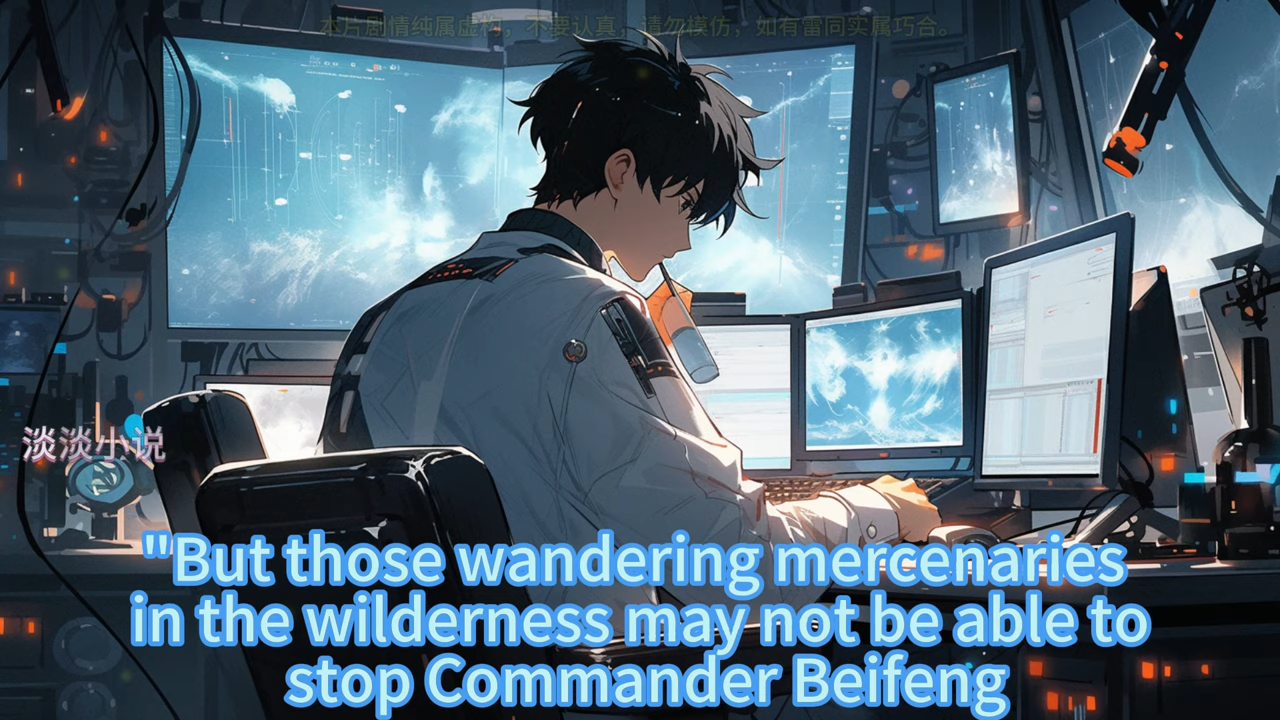 本片剧情纯属虚构，不要认真，请勿模仿，如有雷同实属巧合。
淡淡小说
"But those wandering mercenaries
in the wilderness may not be able to
stop Commander Beifeng